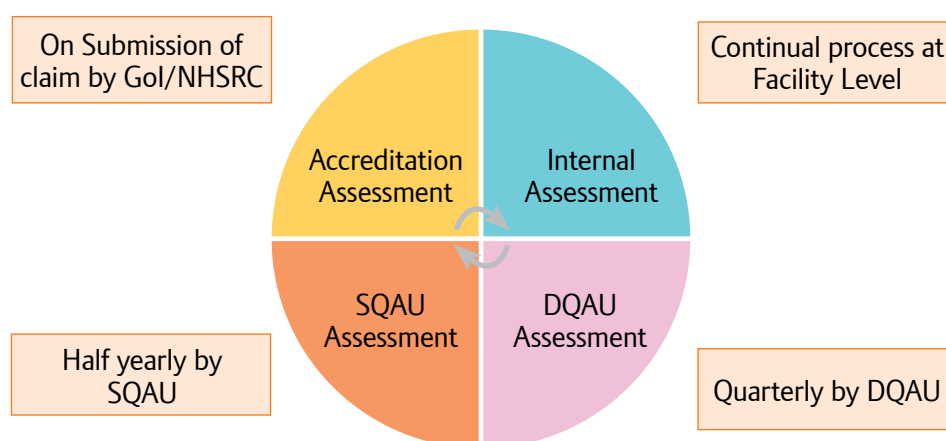 On Submission of
claim by GoI/NHSRC
Continual process at
Facility Level
Accreditation
Assessment
Internal
Assessment
SQAU
Assessment
DQAU
Assessment
Half yearly by
SQAU
Quarterly by DQAU